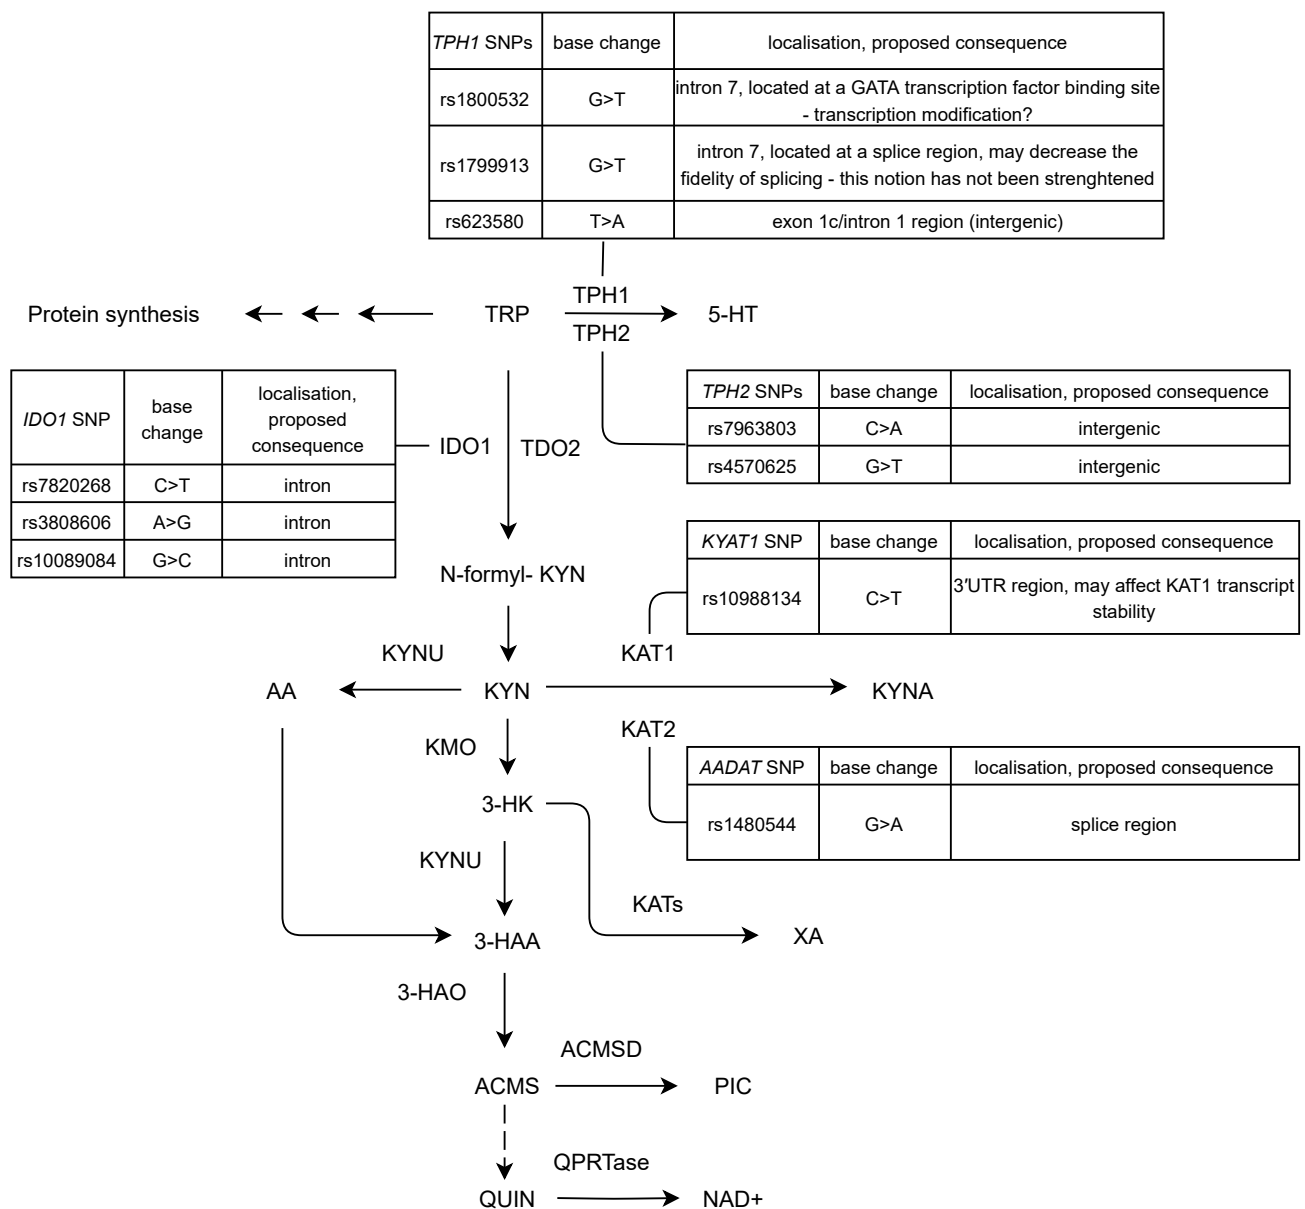 TPH1 SNPs base change localisation, proposed consequence
rs1800532 G>T intron 7, located at a GATA transcription factor binding site
- transcription modification?
rs1799913 G>T intron 7, located at a splice region, may decrease the
fidelity of splicing - this notion has not been strenghtened
rs623580 T>A exon 1c/intron 1 region (intergenic)
TPH1
Protein synthesis TRP 5-HT
TPH2
IDO1 SNP base
change localisation,
proposed
consequence
rs7820268 C>T intron
rs3808606 A>G intron
rs10089084 G>C intron
IDO1 TDO2
TPH2 SNPs base change localisation, proposed consequence
rs7963803 C>A intergenic
rs4570625 G>T intergenic
KYAT1 SNP base change localisation, proposed consequence
rs10988134 C>T 3'UTR region, may affect KAT1 transcript
stability
N-formyl- KYN
KYNU KAT1
AA KYN KYNA
KMO KAT2
AADAT SNP base change localisation, proposed consequence
rs1480544 G>A splice region
3-HK
KYNU
KATs
3-HAA XA
3-HAO
ACMSD
ACMS PIC
QPRTase
QUIN NAD+